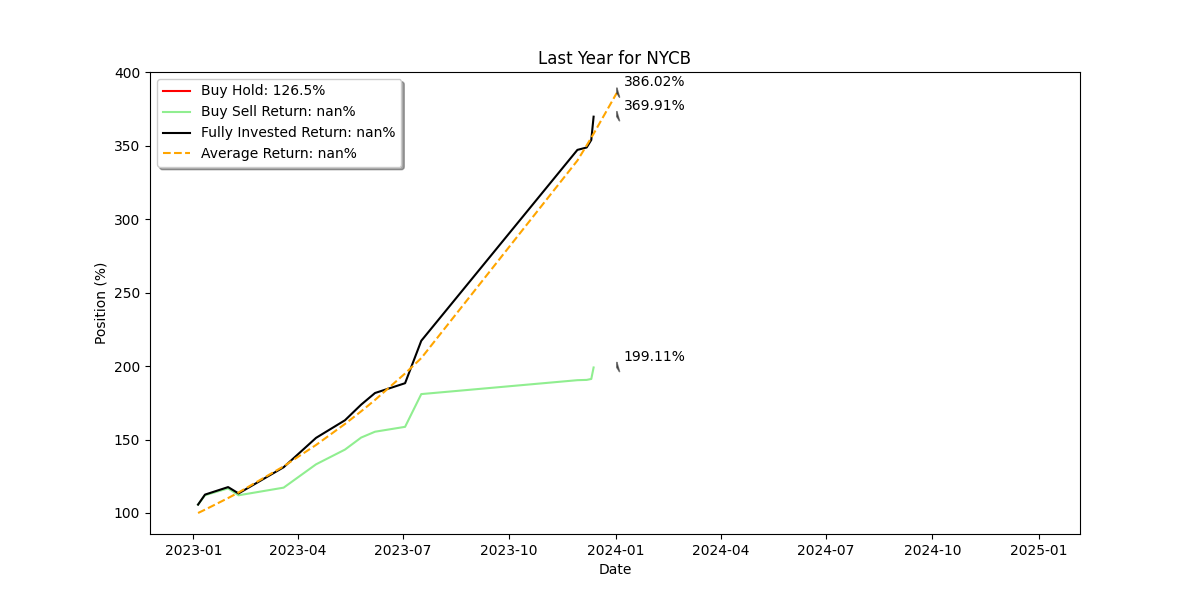 Last Year for NYCB
Buy Hold: 126.5%
Buy Sell Return: nan%
Fully Invested Return: nan%
Average Return: nan%
386.02%
369.91%
199.11%
Position (%)
400
350
300
250
200
150
100
2023-01
2023-04
2023-07
2023-10
2024-01
2024-04
2024-07
2024-10
2025-01
Date